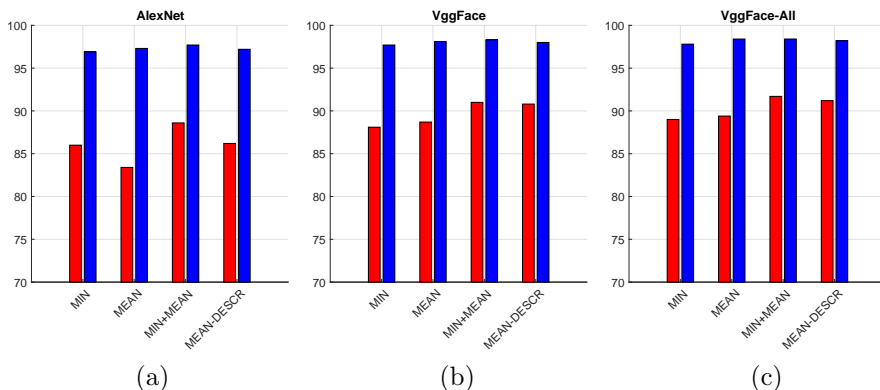 AlexNet
100
95
90
85
80
75
70
MIN
MEAN
MIN+MEAN
MEAN-DESCR
(a)
VggFace
100
95
90
85
80
75
70
MIN
MEAN
MIN+MEAN
MEAN-DESCR
(b)
VggFace-All
100
95
90
85
80
75
70
MIN
MEAN
MIN+MEAN
MEAN-DESCR
(c)